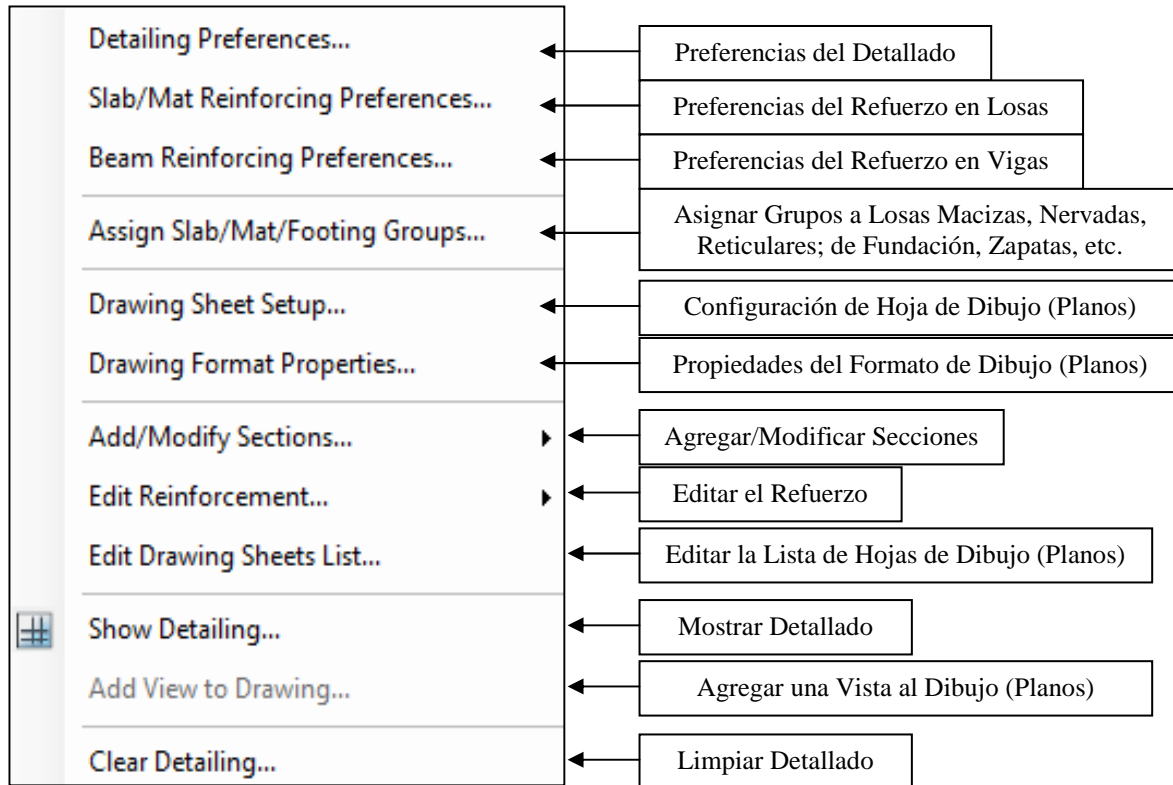 Detailing Preferences...
Preferencias del Detallado
Slab/Mat Reinforcing Preferences...
Preferencias del Refuerzo en Losas
Beam Reinforcing Preferences...
Preferencias del Refuerzo en Vigas
Assign Slab/Mat/Footing Groups...
Asignar Grupos a Losas Macizas, Nervadas,
Reticulares; de Fundación, Zapatas, etc.
Drawing Sheet Setup...
Configuración de Hoja de Dibujo (Planos)
Drawing Format Properties...
Propiedades del Formato de Dibujo (Planos)
Add/Modify Sections...
Agregar/Modificar Secciones
Edit Reinforcement...
Editar el Refuerzo
Edit Drawing Sheets List...
Editar la Lista de Hojas de Dibujo (Planos)
Show Detailing...
Mostrar Detallado
Add View to Drawing...
Agregar una Vista al Dibujo (Planos)
Clear Detailing...
Limpiar Detallado